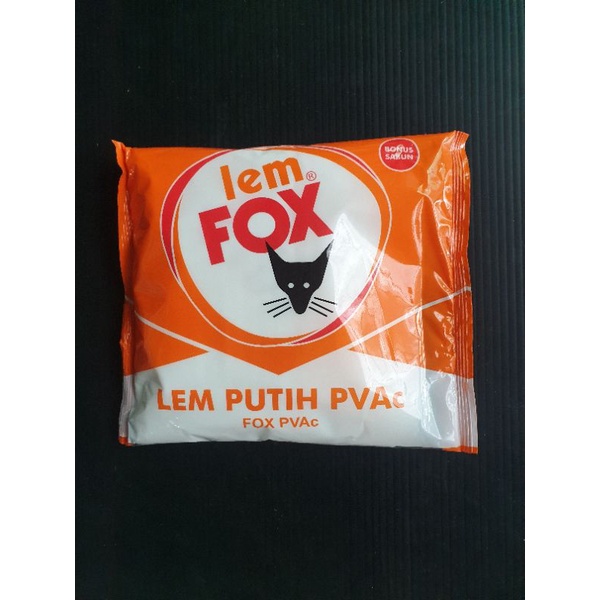 lem®
FOX
BONUS
SABUN
LEM PUTIH PVAc
FOX PVAc